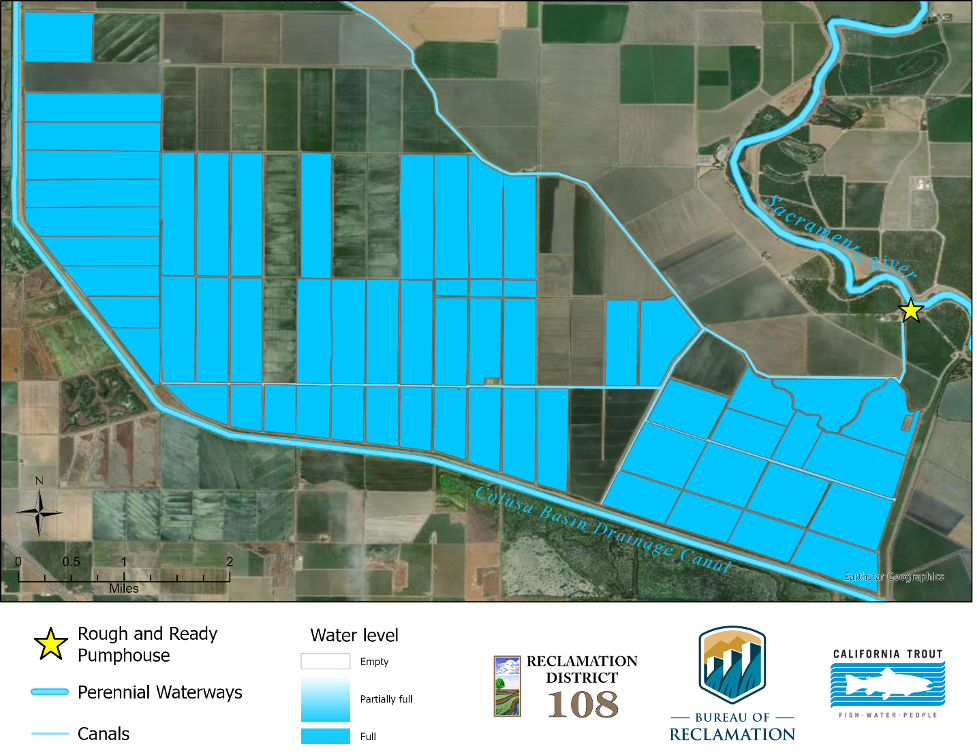 Sacramento River
Colusa Basin Drainage Canal
N
0 0.5 1 2
Miles
Earthstar Geographics
Rough and Ready
Pumphouse
Perennial Waterways
Canals
Water level
Empty
Partially full
Full
RECLAMATION
DISTRICT
108
BUREAU OF
RECLAMATION
CALIFORNIA TROUT
FISH·WATER·PEOPLE